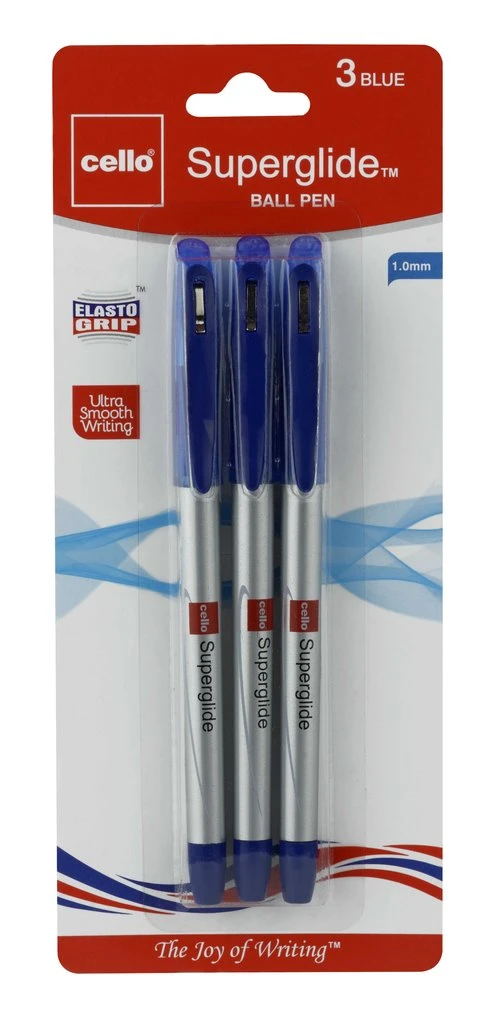 3 BLUE
cello®
Superglide™
BALL PEN
1.0mm
ELASTO™
GRIP
Ultra
Smooth
Writing
cello Superglide
cello Superglide
cello Superglide
The Joy of Writing™